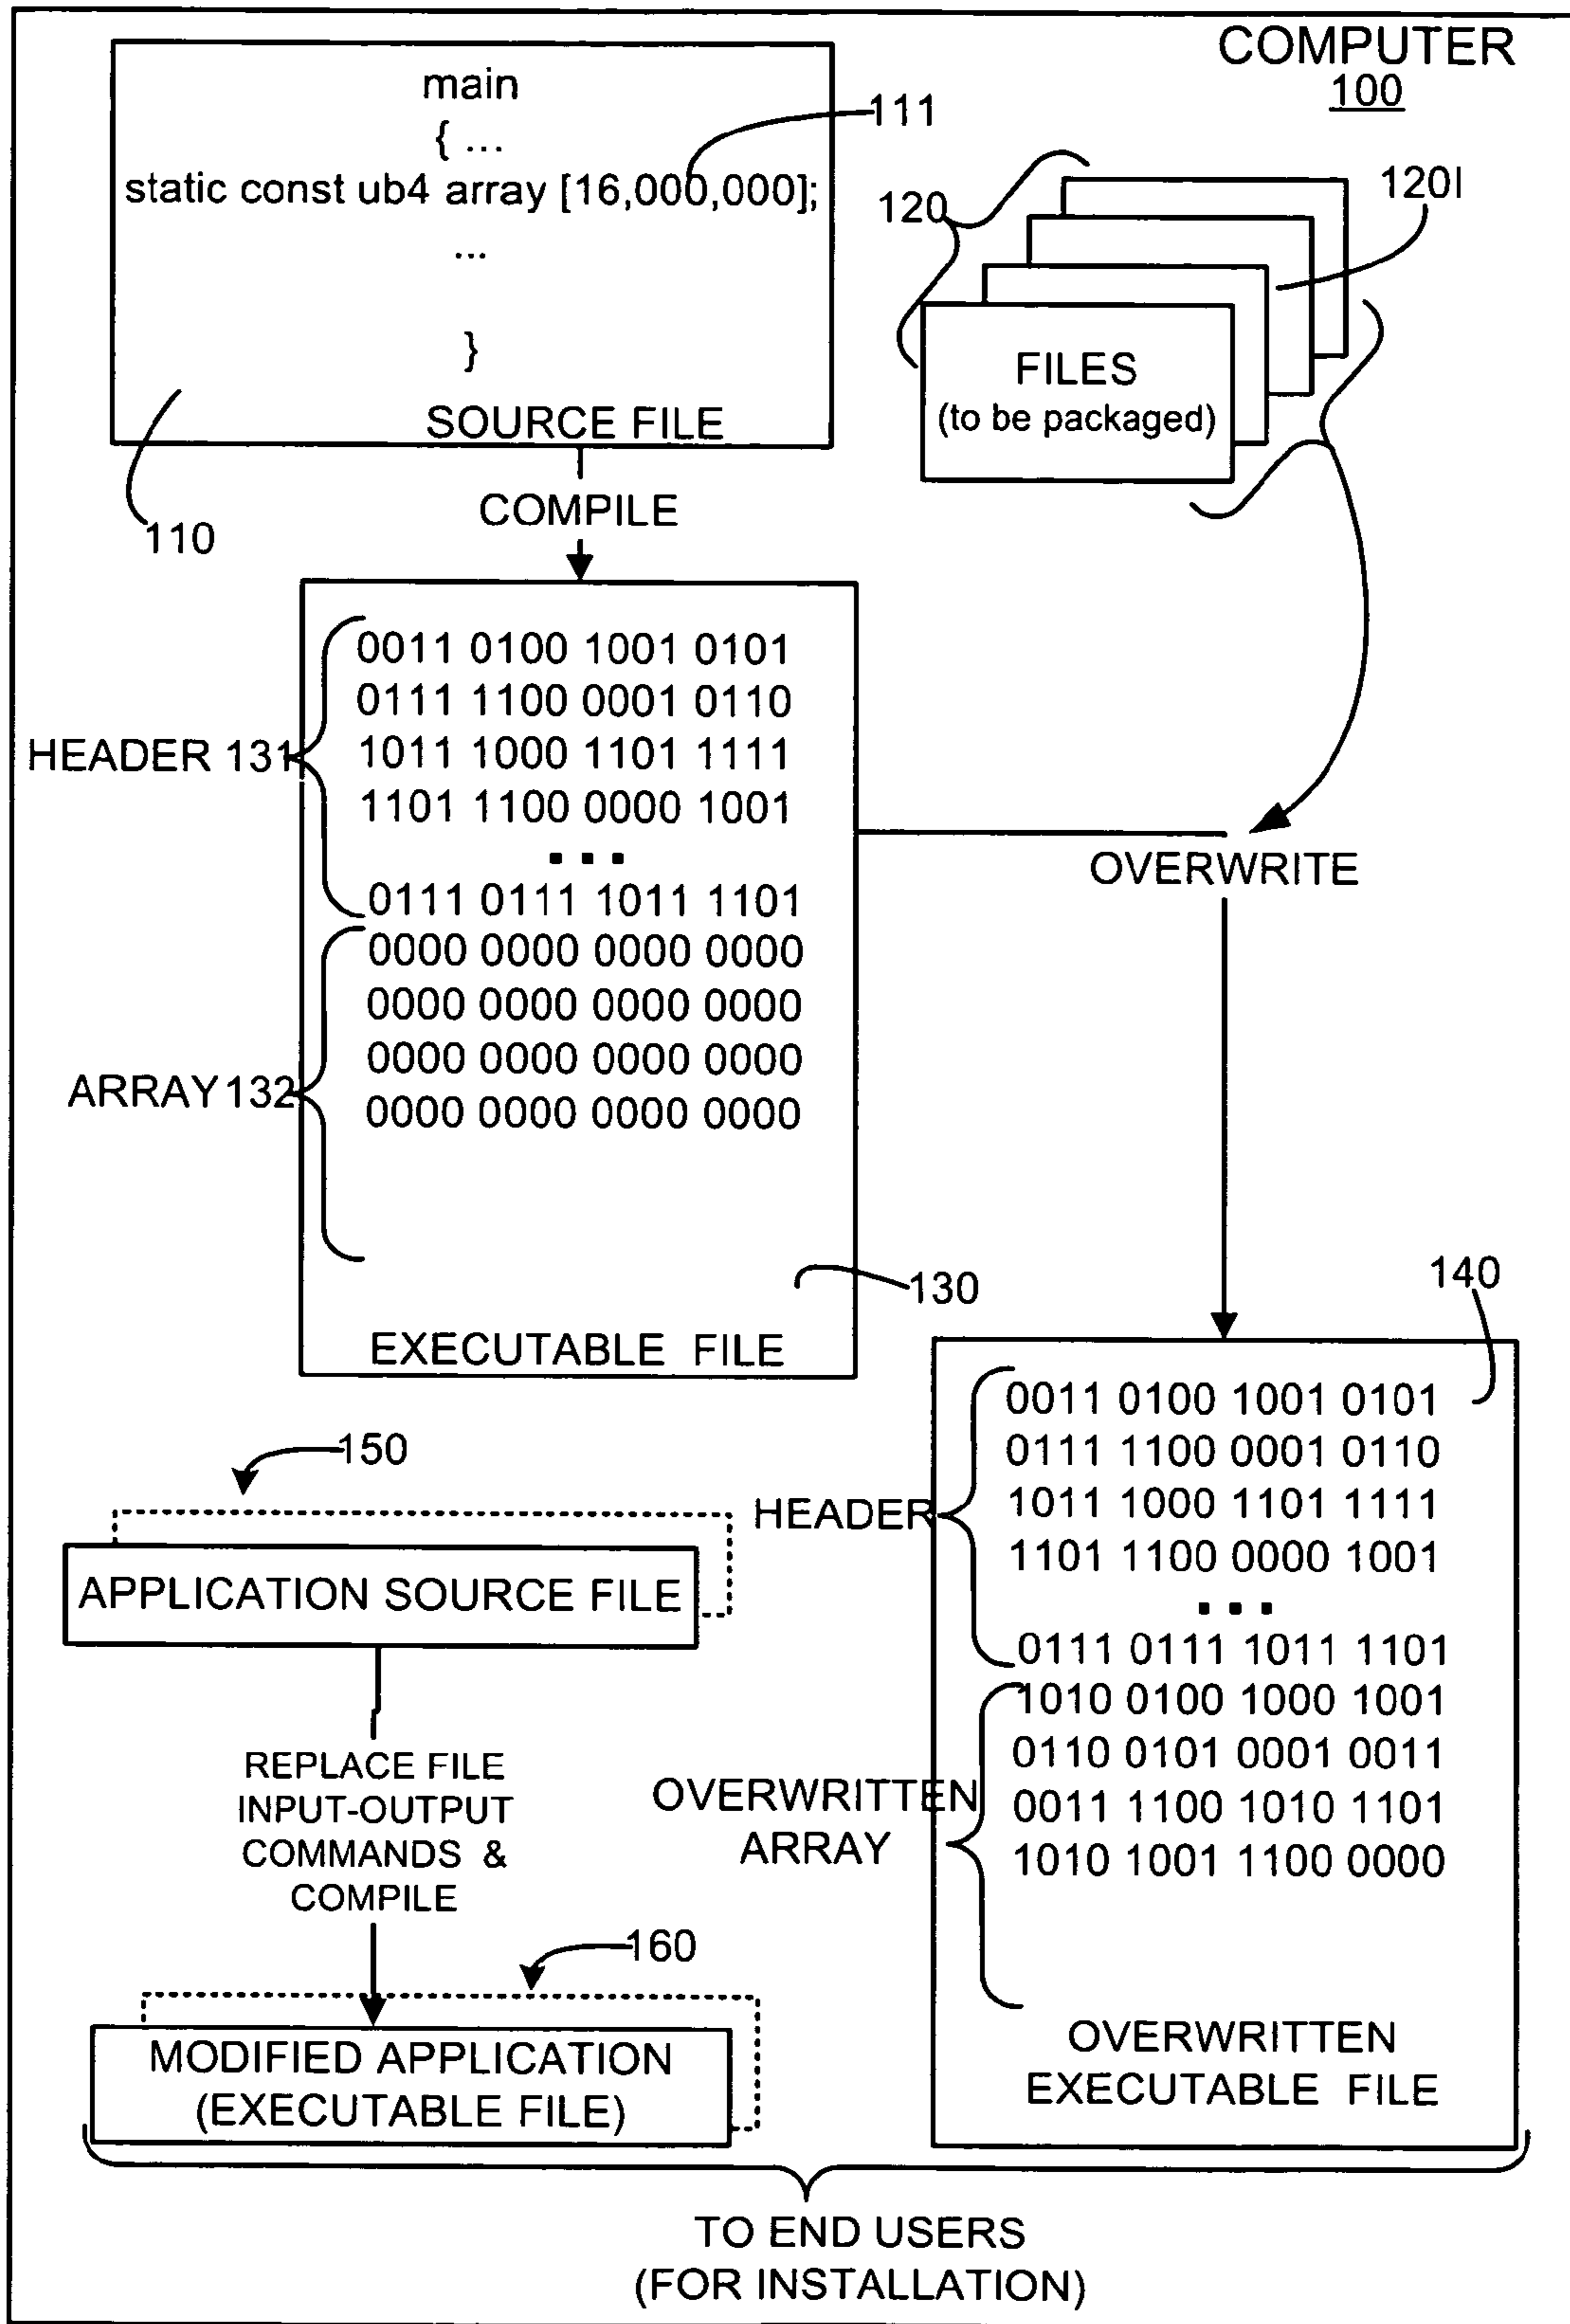 COMPUTER
100
main
{ ...
static const ub4 array [16,000,000];
...
}
SOURCE FILE
111
110
120
120I
FILES
(to be packaged)
COMPILE
0011 0100 1001 0101
0111 1100 0001 0110
1011 1000 1101 1111
1101 1100 0000 1001
...
0111 0111 1011 1101
0000 0000 0000 0000
0000 0000 0000 0000
0000 0000 0000 0000
0000 0000 0000 0000
HEADER 131
ARRAY 132
130
EXECUTABLE FILE
OVERWRITE
140
0011 0100 1001 0101
0111 1100 0001 0110
1011 1000 1101 1111
1101 1100 0000 1001
...
0111 0111 1011 1101
1010 0100 1000 1001
0110 0101 0001 0011
0011 1100 1010 1101
1010 1001 1100 0000
HEADER
OVERWRITTEN
ARRAY
OVERWRITTEN
EXECUTABLE FILE
150
APPLICATION SOURCE FILE
REPLACE FILE
INPUT-OUTPUT
COMMANDS &
COMPILE
160
MODIFIED APPLICATION
(EXECUTABLE FILE)
TO END USERS
(FOR INSTALLATION)